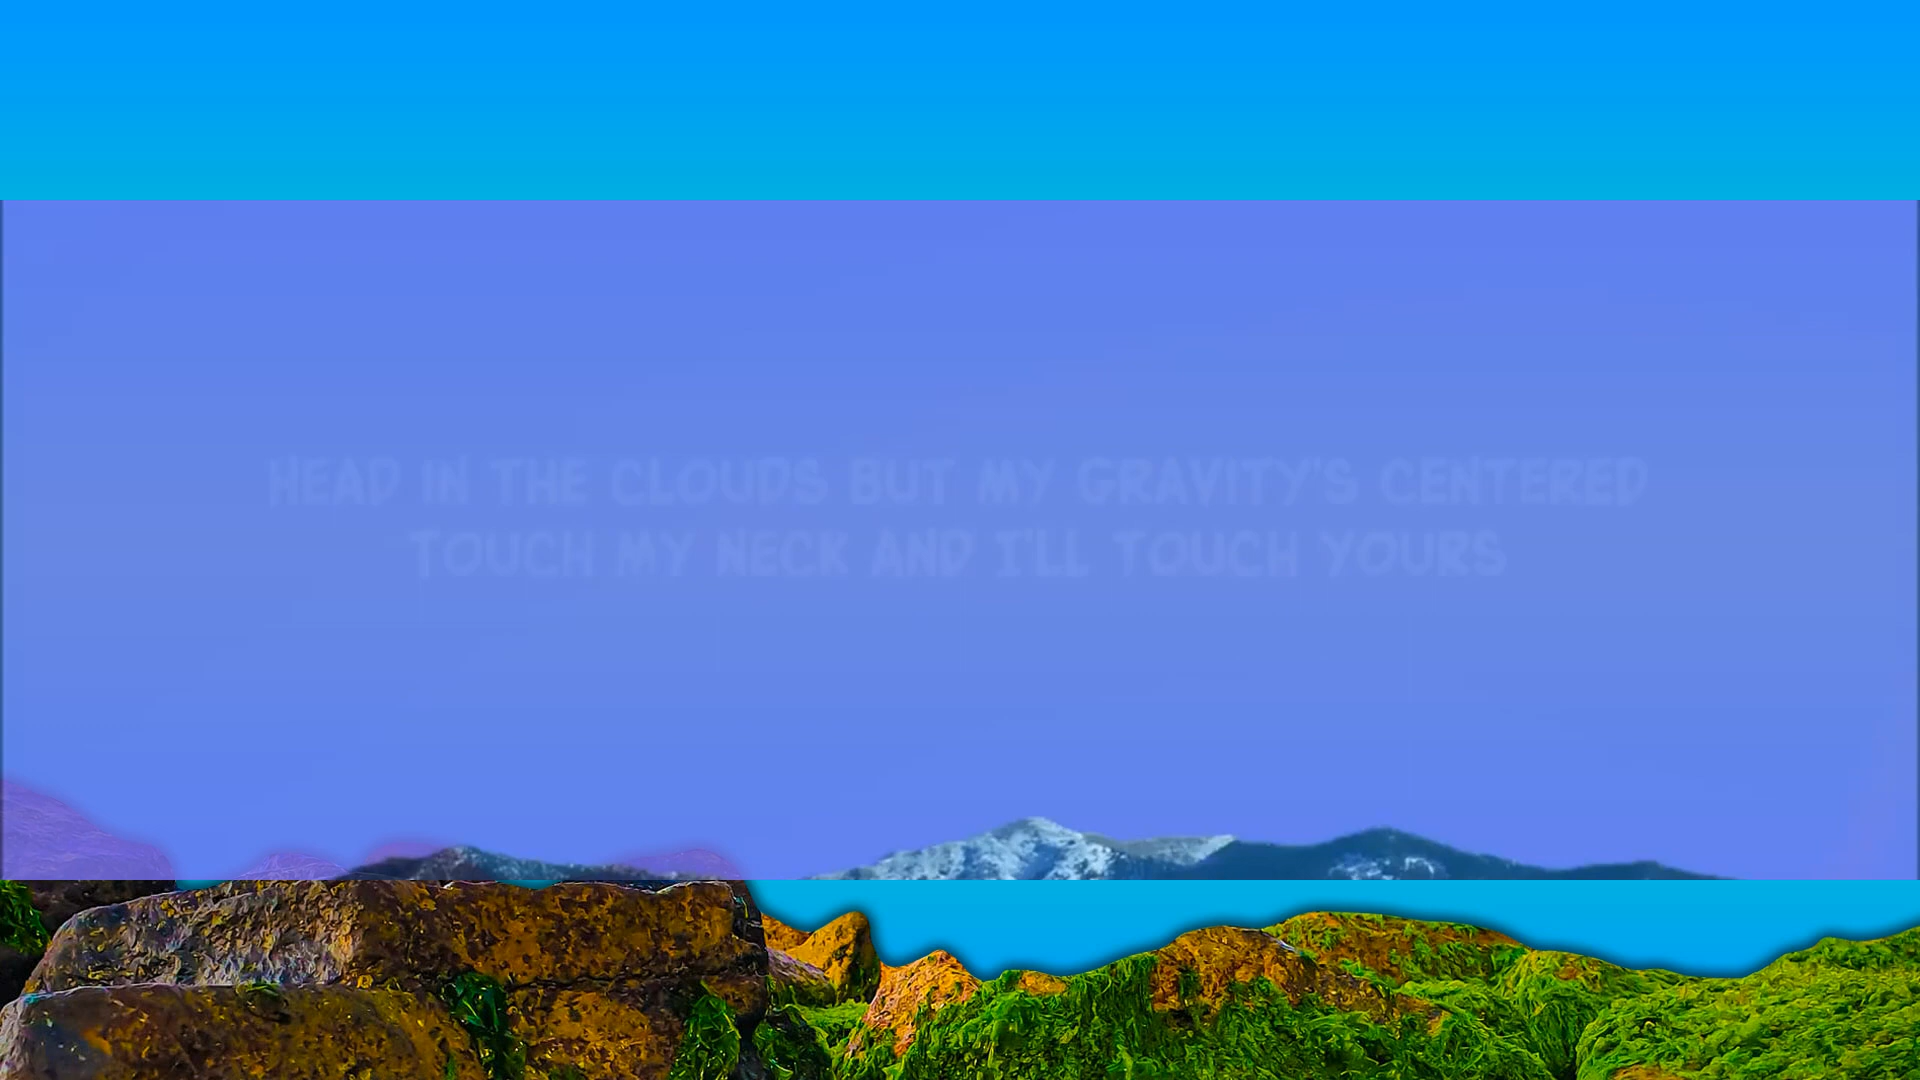 HEAD IN THE CLOUDS BUT MY GRAVITY'S CENTERED
TOUCH MY NECK AND I'LL TOUCH YOURS